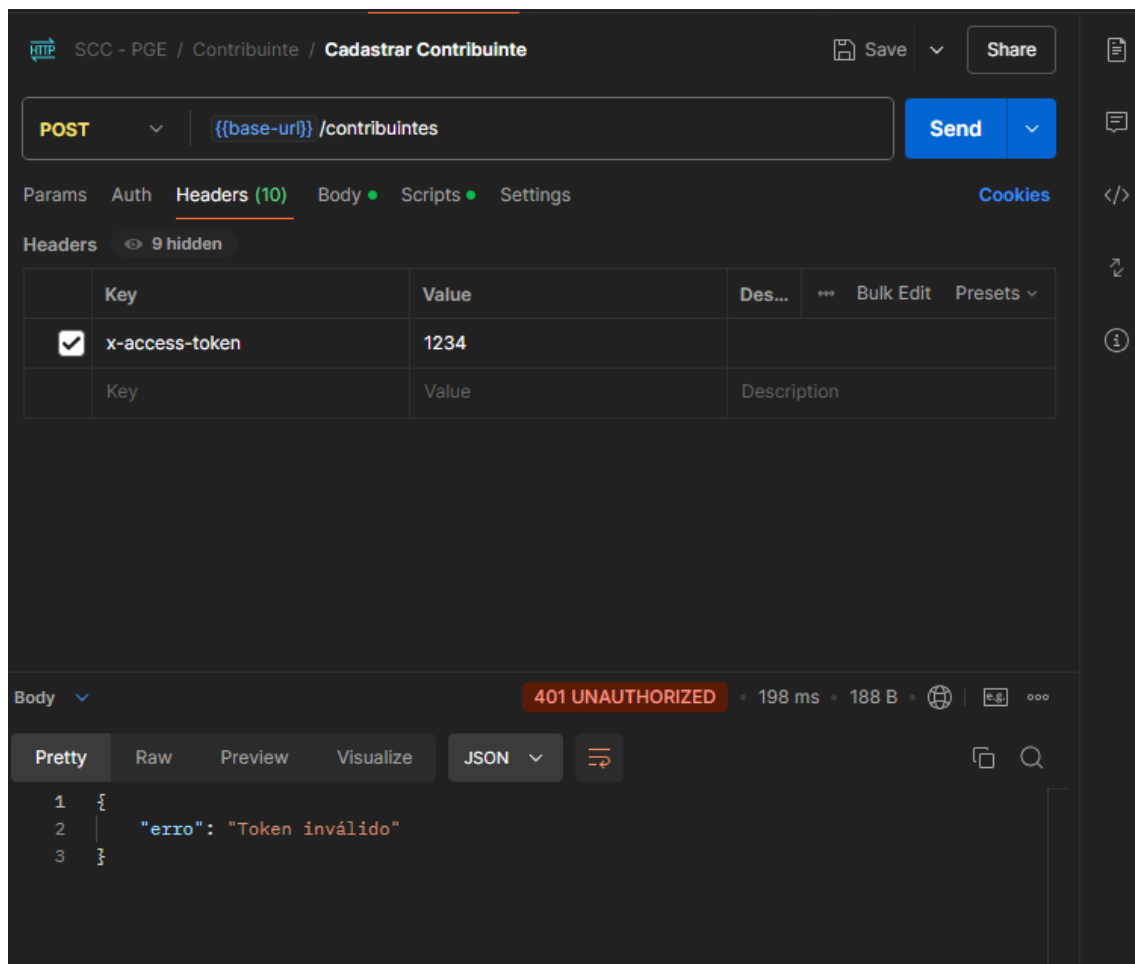 HTTP SCC - PGE / Contribuinte / Cadastrar Contribuinte Save Share
POST {{base-url}} /contribuintes Send
Params Auth Headers (10) Body Scripts Settings Cookies
Headers 9 hidden
Key Value Des... Bulk Edit Presets
x-access-token 1234
Key Value Description
Body 401 UNAUTHORIZED 198 ms 188 B e.g.
Pretty Raw Preview Visualize JSON
1 {
2 "erro": "Token inválido"
3 }